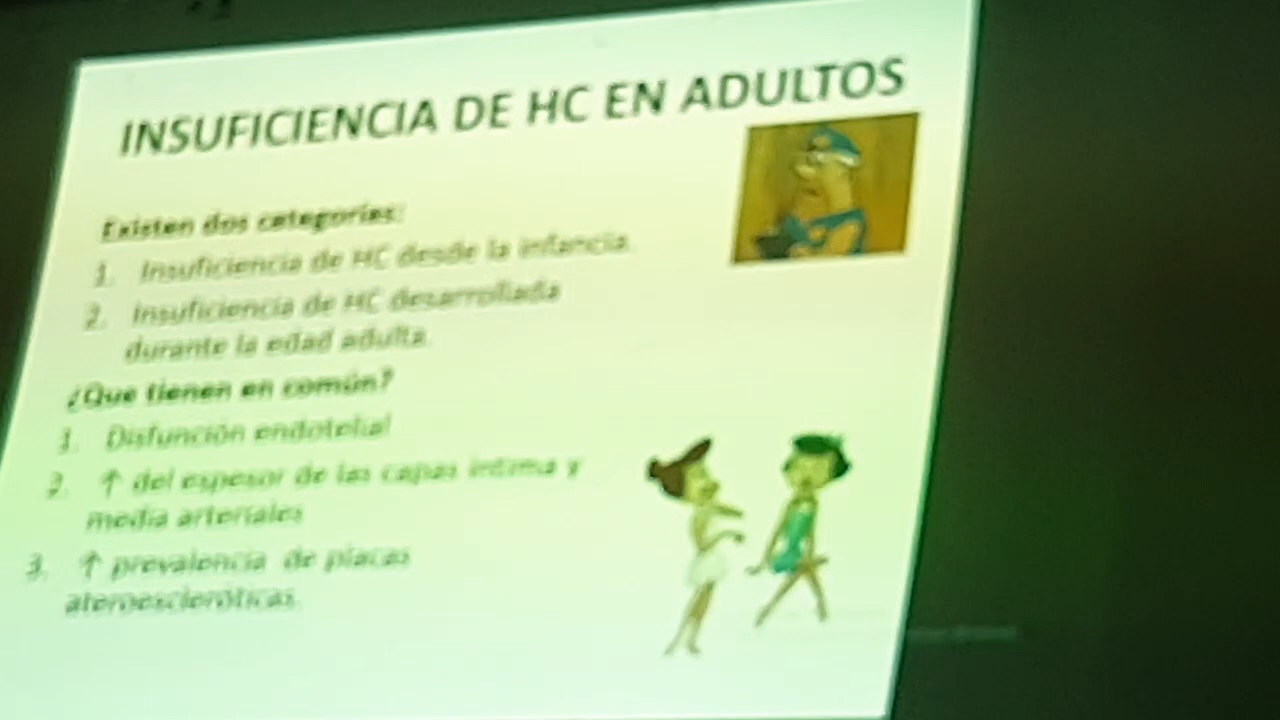 INSUFICIENCIA DE HC EN ADULTOS
Existen dos categorías:
1. Insuficiencia de HC desde la infancia.
2. Insuficiencia de HC desarrollada
durante la edad adulta.
¿Que tienen en común?
1. Disfunción endotelial
2. ↑ del espesor de las capas intima y
media arteriales
3. ↑ prevalencia de placas
ateroescleróticas.